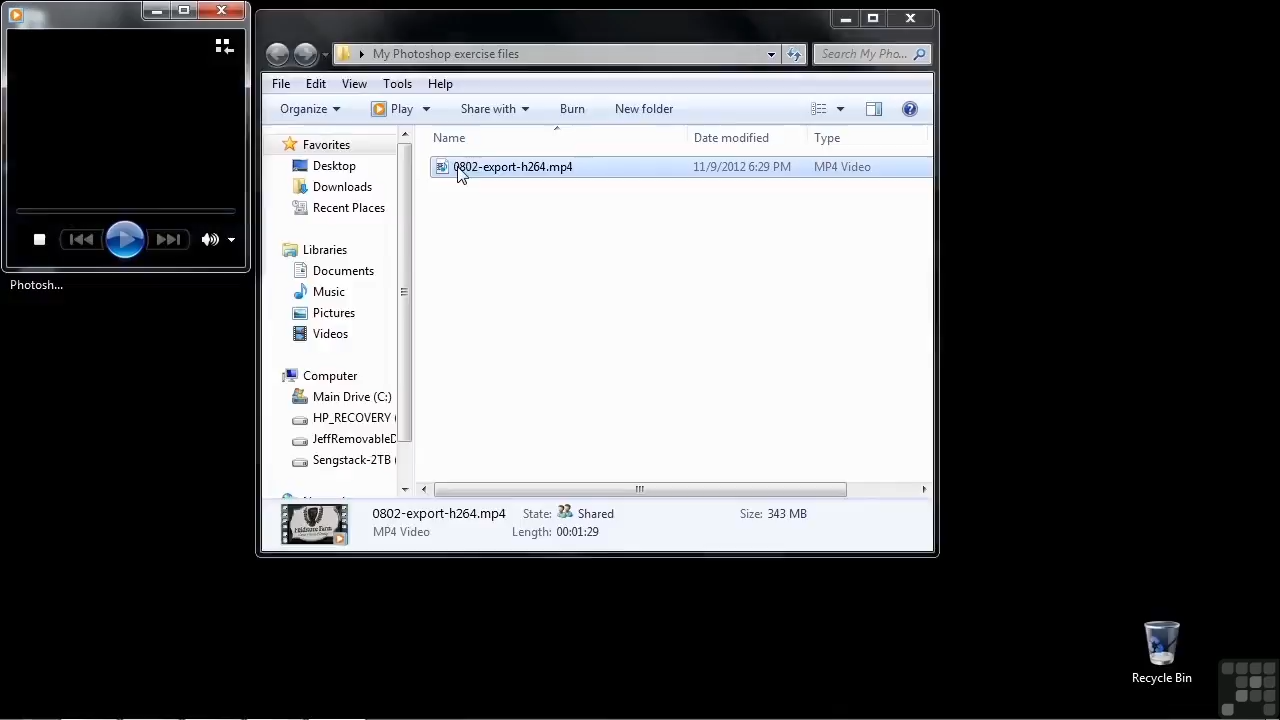 My Photoshop exercise files
Search My Pho...
File Edit View Tools Help
Organize Play Share with Burn New folder
Name Date modified Type
Favorites
0802-export-h264.mp4 11/9/2012 6:29 PM MP4 Video
Desktop
Downloads
Recent Places
Libraries
Documents
Music
Pictures
Videos
Computer
Main Drive (C:)
HP_RECOVERY (
JeffRemovableD
Sengstack-2TB (
Photosh...
0802-export-h264.mp4 State: Shared Size: 343 MB
MP4 Video Length: 00:01:29
Recycle Bin